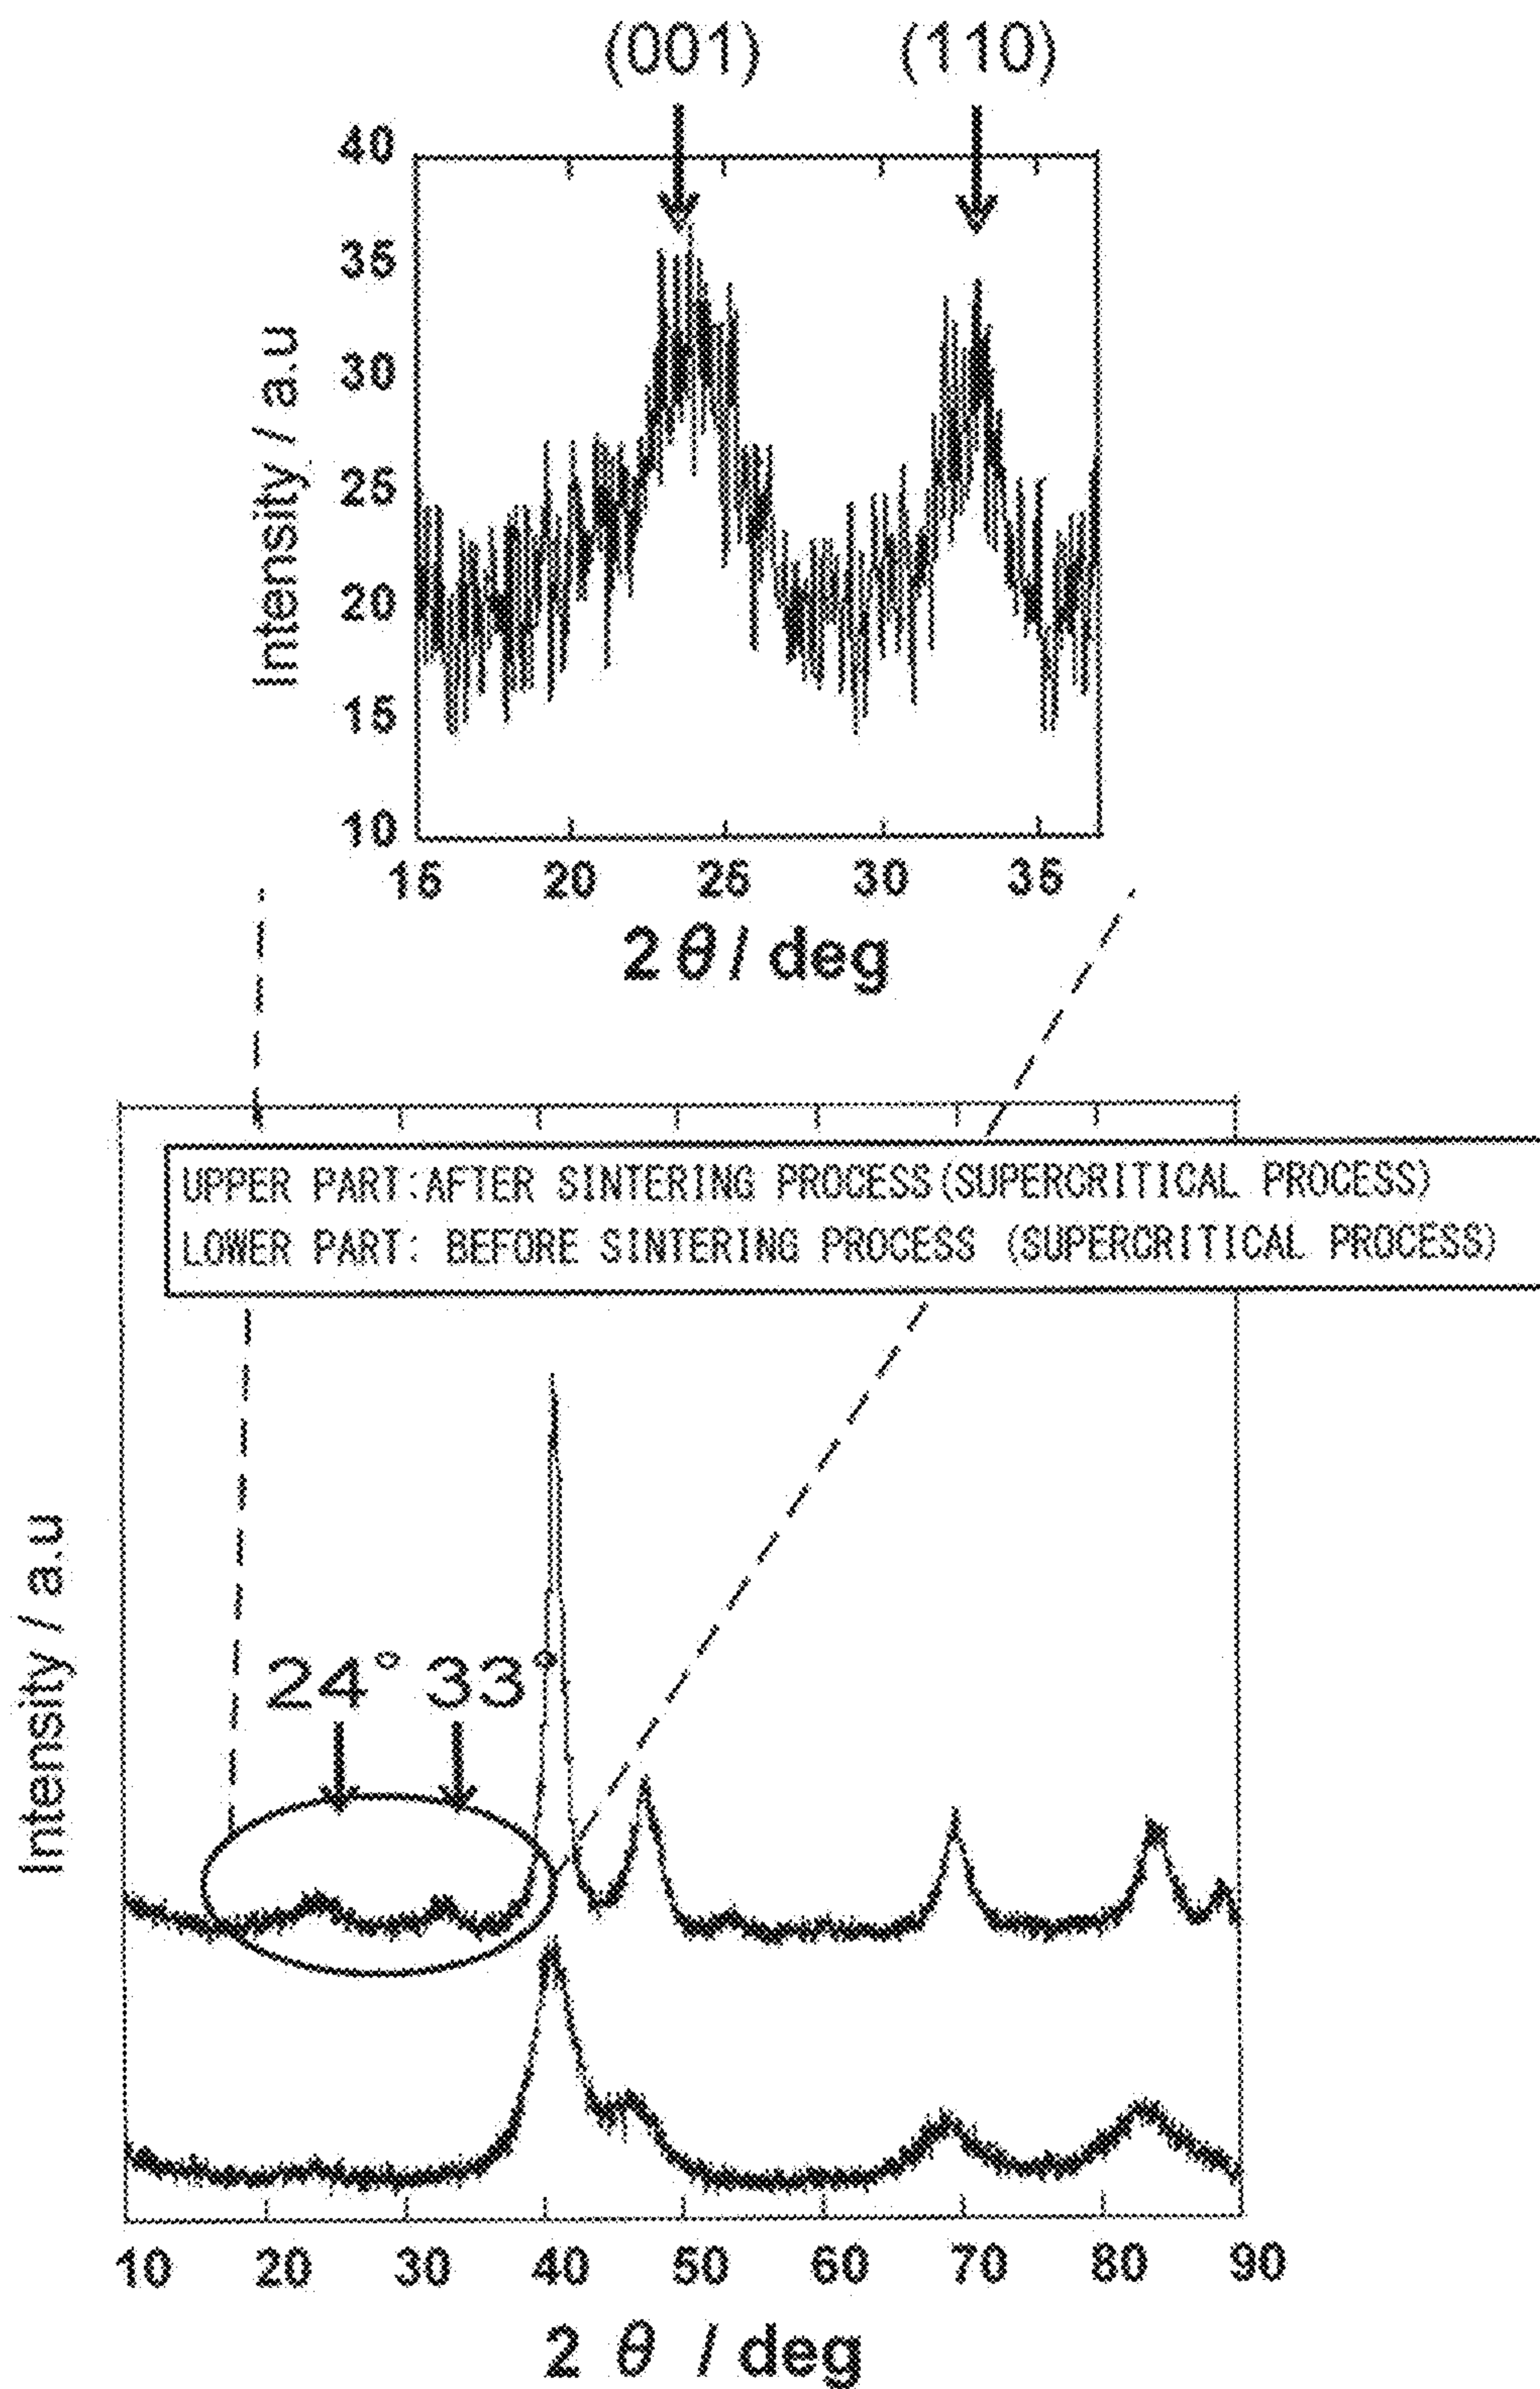 (001) (110)
40
35
30
25
20
15
10
Intensity / a.u
15 20 25 30 35
2θ/ deg
UPPER PART:AFTER SINTERING PROCESS(SUPERCRITICAL PROCESS)
LOWER PART: BEFORE SINTERING PROCESS (SUPERCRITICAL PROCESS)
Intensity / a.u
24° 33°
10 20 30 40 50 60 70 80 90
2 θ / deg